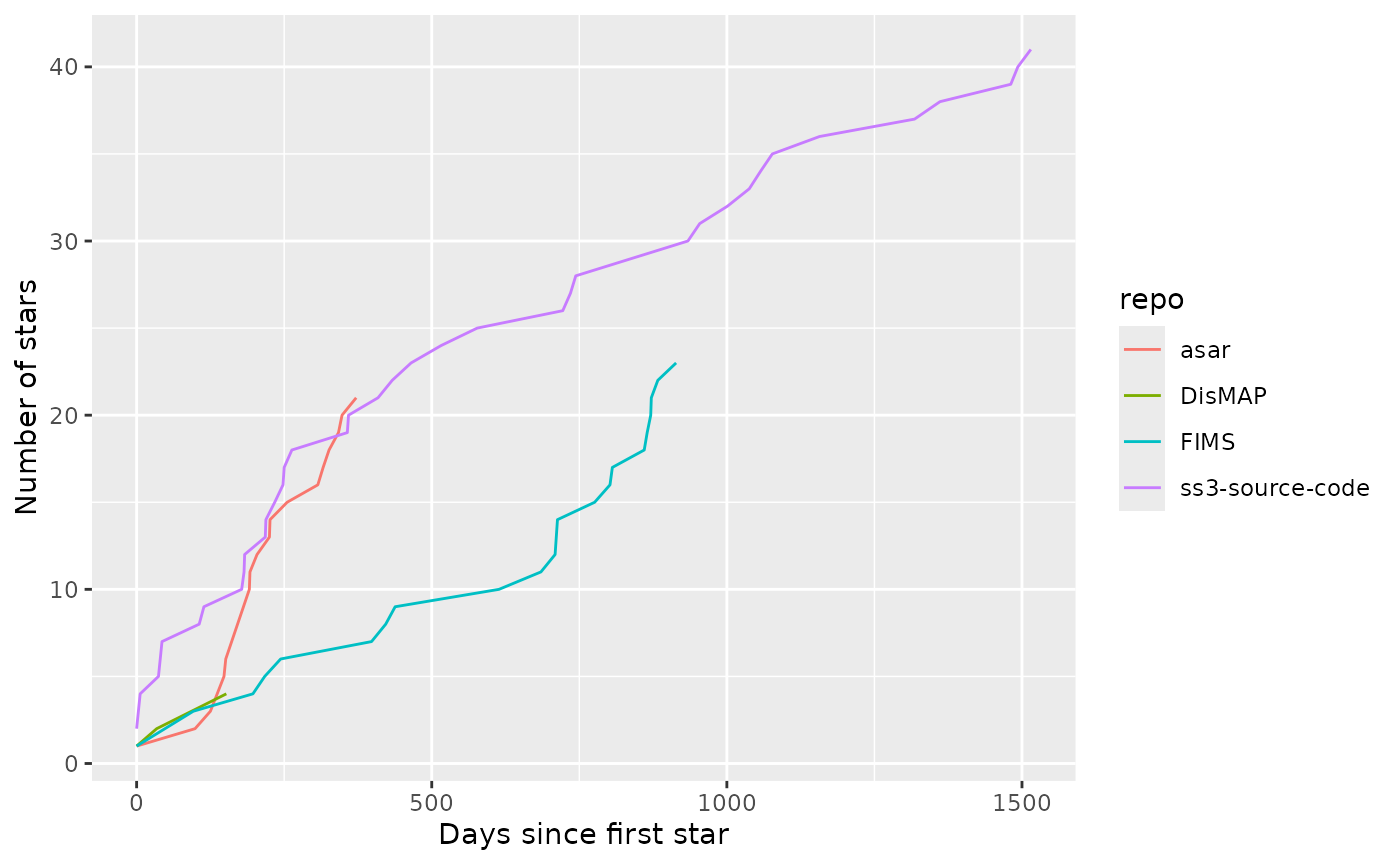 Number of stars
40
30
20
10
0
0 500 1000 1500
Days since first star
repo
asar
DisMAP
FIMS
ss3-source-code